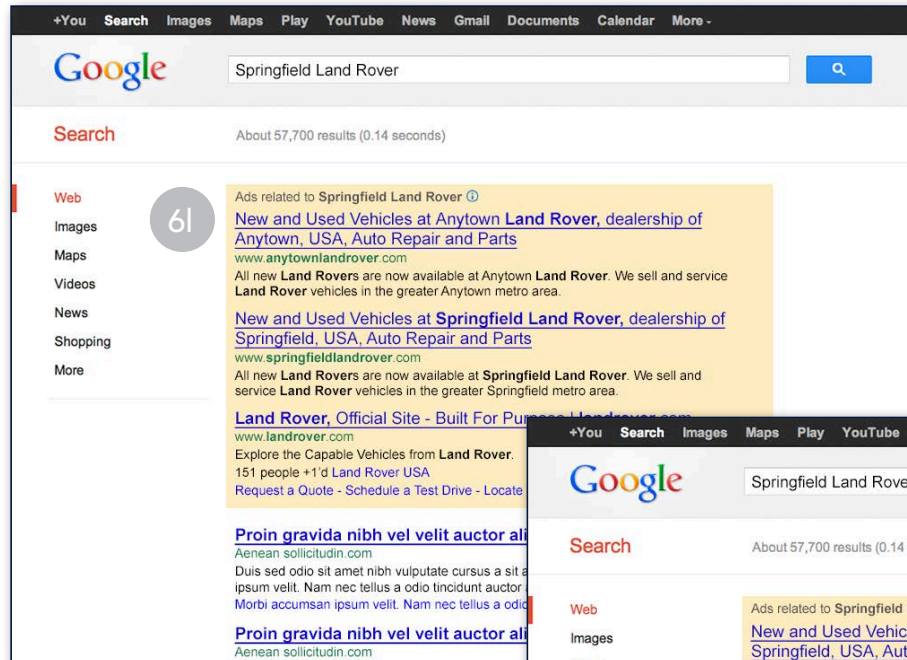 +You Search Images Maps Play YouTube News Gmail Documents Calendar More
Google
Springfield Land Rover
Search
About 57,700 results (0.14 seconds)
Web
Images
Maps
Videos
News
Shopping
More
61
Ads related to Springfield Land Rover
New and Used Vehicles at Anytown Land Rover, dealership of
Anytown, USA, Auto Repair and Parts
www.anytownlandrover.com
All new Land Rovers are now available at Anytown Land Rover. We sell and service
Land Rover vehicles in the greater Anytown metro area.
New and Used Vehicles at Springfield Land Rover, dealership of
Springfield, USA, Auto Repair and Parts
www.springfieldlandrover.com
All new Land Rovers are now available at Springfield Land Rover. We sell and
service Land Rover vehicles in the greater Springfield metro area.
Land Rover, Official Site - Built For
www.landrover.com
Explore the Capable Vehicles from Land Rover.
151 people +1'd Land Rover USA
Request a Quote - Schedule a Test Drive - Locate
Proin gravida nibh vel velit auctor ali
Aenean sollicitudin.com
Duis sed odio sit amet nibh vulputate cursus a sit a
ipsum velit. Nam nec tellus a odio tincidunt auctor
Morbi accumsan ipsum velit. Nam nec tellus a odio
Proin gravida nibh vel velit auctor ali
Aenean sollicitudin.com
+You Search Images Maps Play YouTube
Google
Springfield Land Rove
Search
About 57,700 results (0.14
Web
Images
Ads related to Springfield
New and Used Vehic
Springfield, USA, Aut